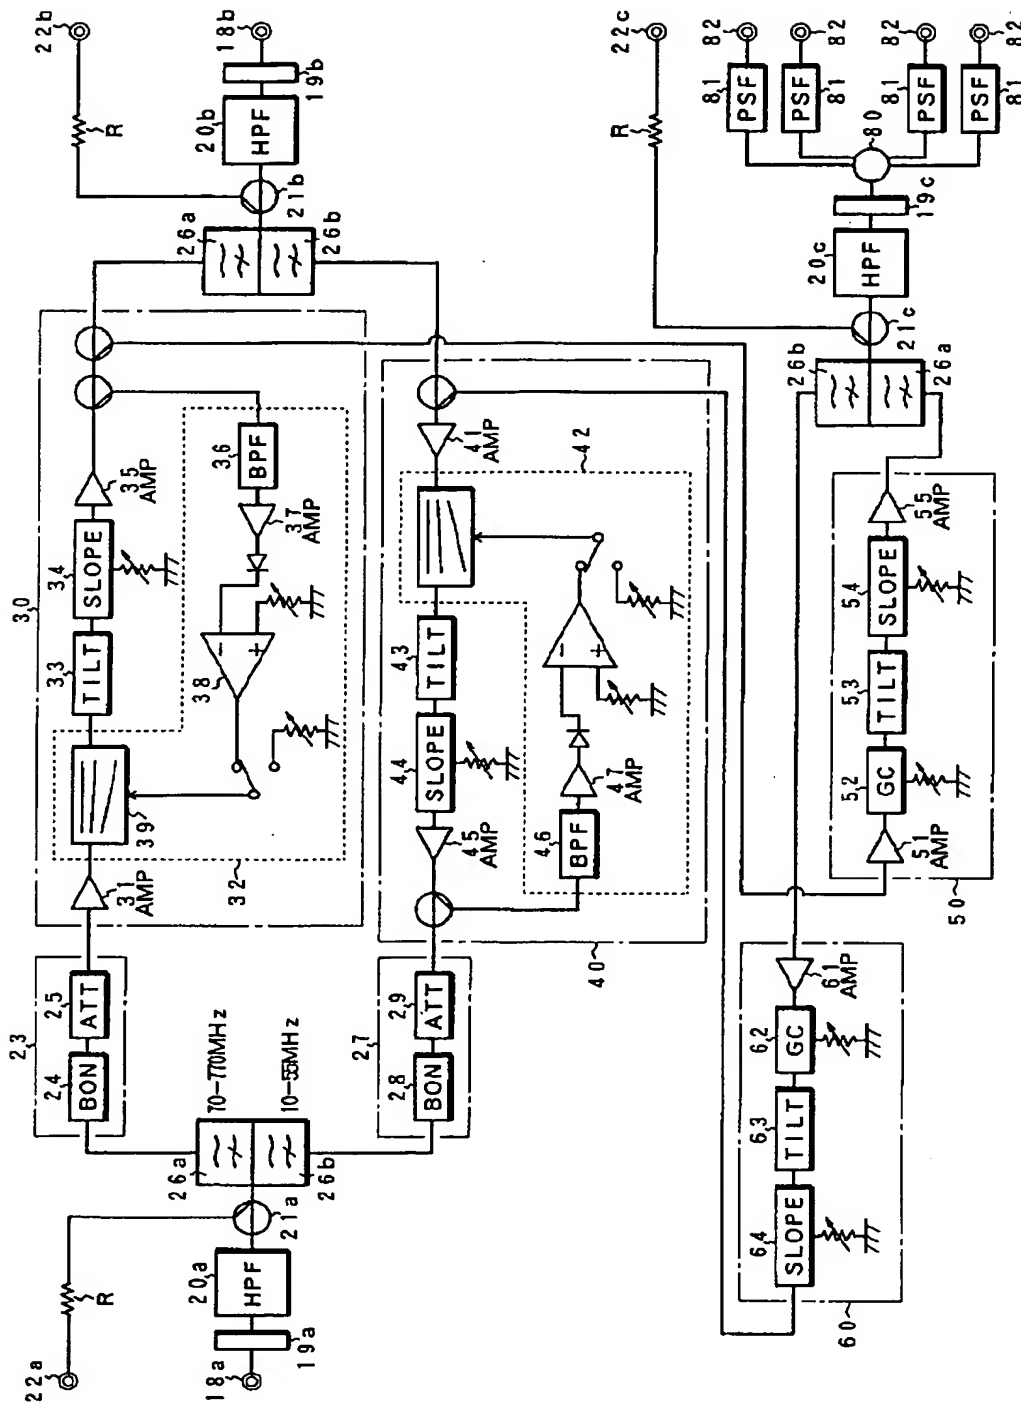 22a
R
18a
19a
20a
HPF
21a
26a
26b
70-770MHz
10-55MHz
23
24
BON
25
ATT
27
28
BON
29
ATT
30
31
AMP
32
39
33
TILT
34
SLOPE
35
AMP
36
BPF
37
AMP
38
- +
40
41
AMP
42
43
TILT
44
SLOPE
45
AMP
46
BPF
47
AMP
- +
26a
26b
21b
20b
HPF
19b
18b
R
22b
50
51
AMP
52
GC
53
TILT
54
SLOPE
55
AMP
60
61
AMP
62
GC
63
TILT
64
SLOPE
26b
26a
21c
20c
HPF
19c
R
22c
80
81
PSF
82
81
PSF
82
81
PSF
82
81
PSF
82